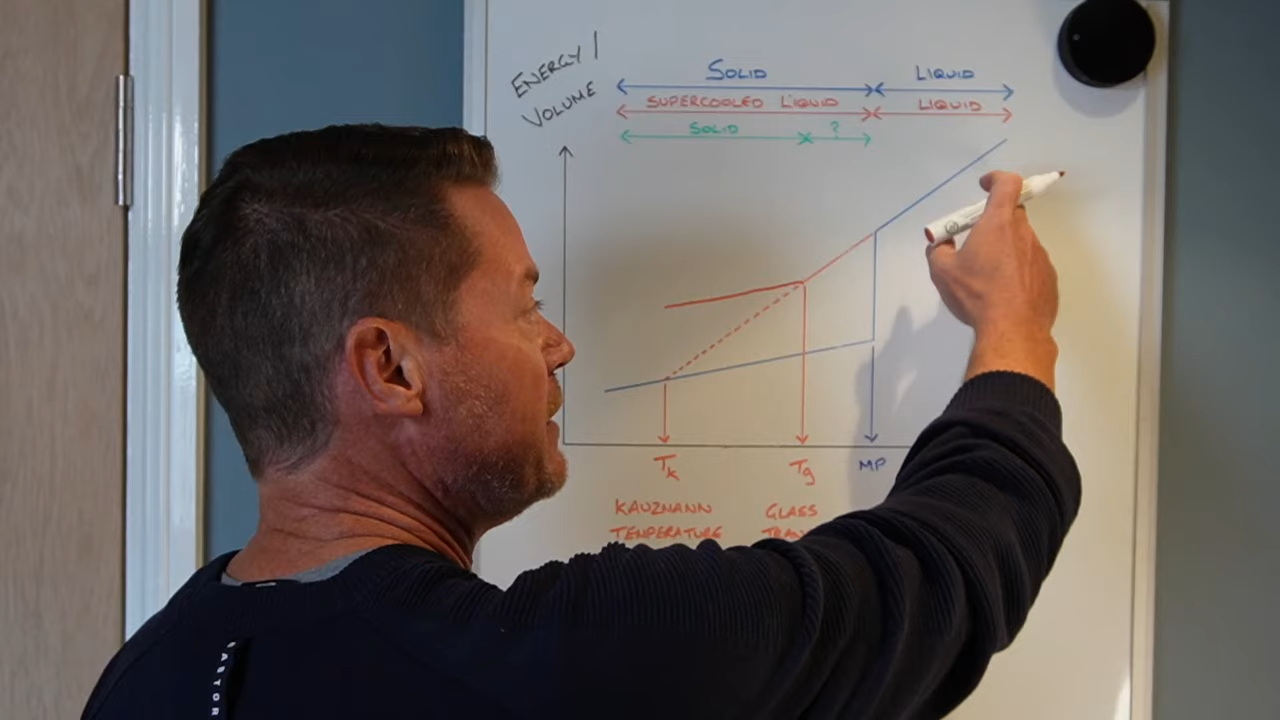 ENERGY/
VOLUME
SOLID LIQUID
SUPERCOOLED LIQUID LIQUID
SOLID ?
Tk Tg MP
KAUZMANN GLASS
TEMPERATURE